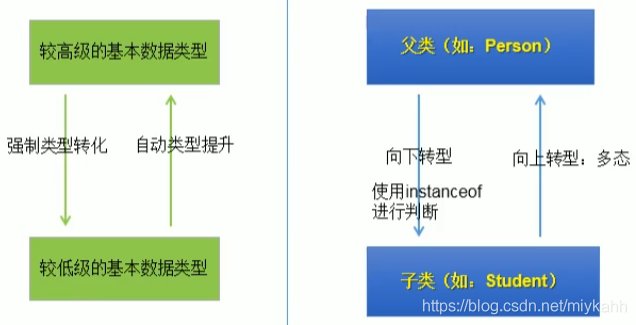 较高级的基本数据类型
强制类型转化
自动类型提升
较低级的基本数据类型
父类（如：Person）
向下转型
使用instanceof
进行判断
向上转型：多态
子类（如：Student）
https://blog.csdn.net/miykahh